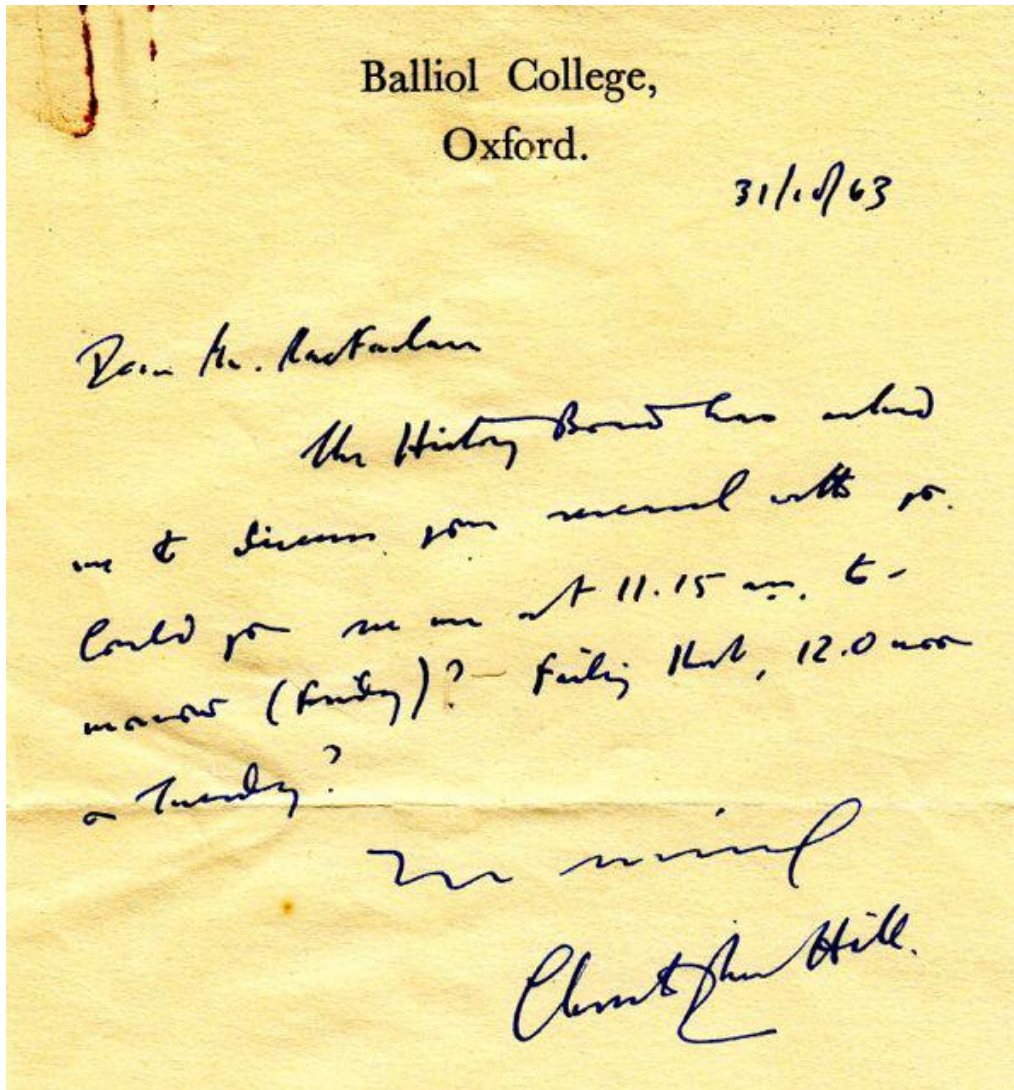 Balliol College,
Oxford.
31/10/63
Dear Mr. Macfarlane
The History Board has asked
me to discuss your research with you.
Could you see me at 11.15 am. to-
morrow (Friday)? - Failing that, 12.0 noon
on Tuesday?
Yours sincerely
Christopher Hill.